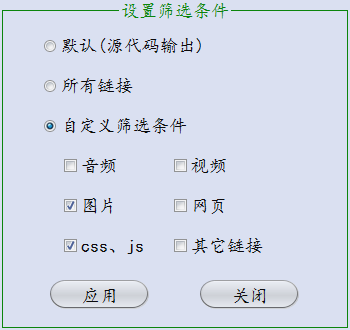 设置筛选条件
默认(源代码输出)
所有链接
自定义筛选条件
音频 视频
图片 网页
css、js 其它链接
应用 关闭